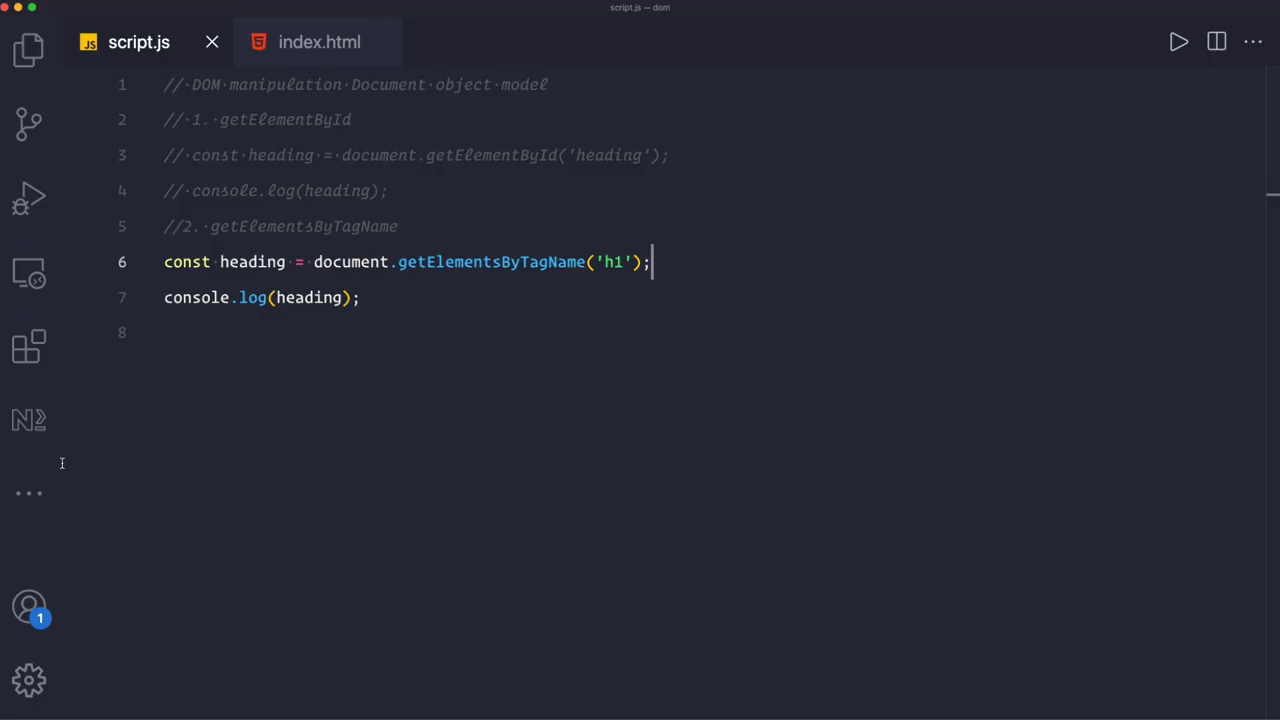 script.js — dom
JS script.js
index.html
1 // DOM manipulation Document object model
2 // 1. getElementById
3 // const heading = document.getElementById('heading');
4 // console.log(heading);
5 //2. getElementsByTagName
6 const heading = document.getElementsByTagName('h1');
7 console.log(heading);
8
1